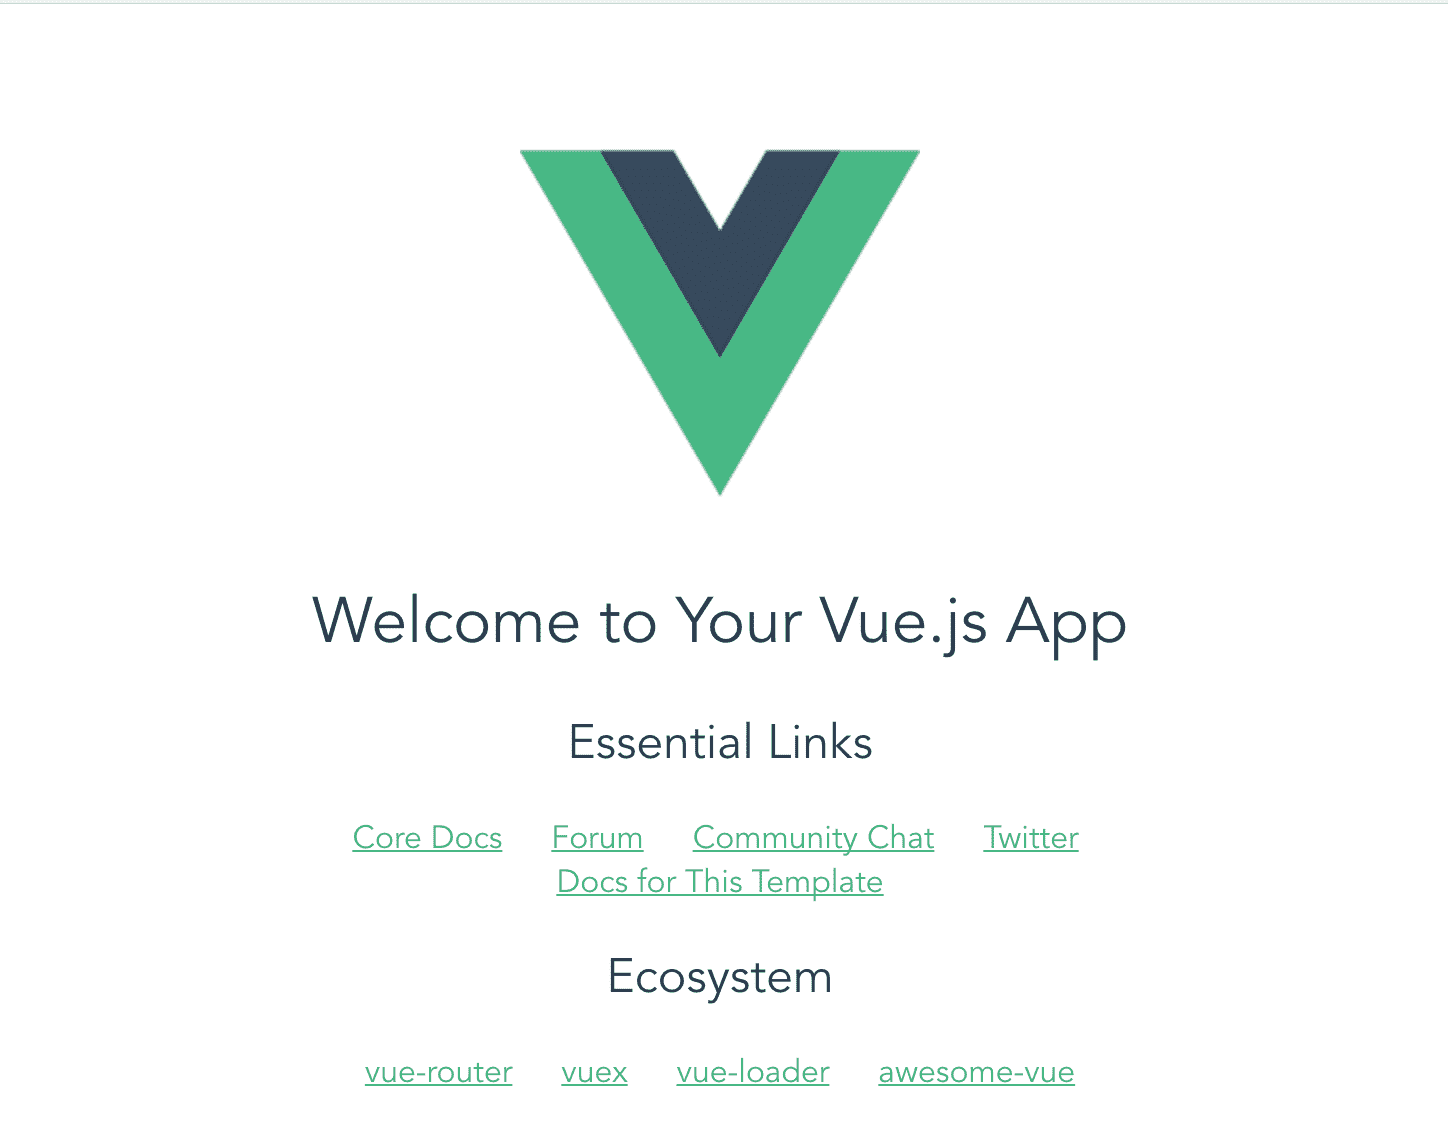 Welcome to Your Vue.js App
Essential Links
Core Docs Forum Community Chat Twitter
Docs for This Template
Ecosystem
vue-router vuex vue-loader awesome-vue